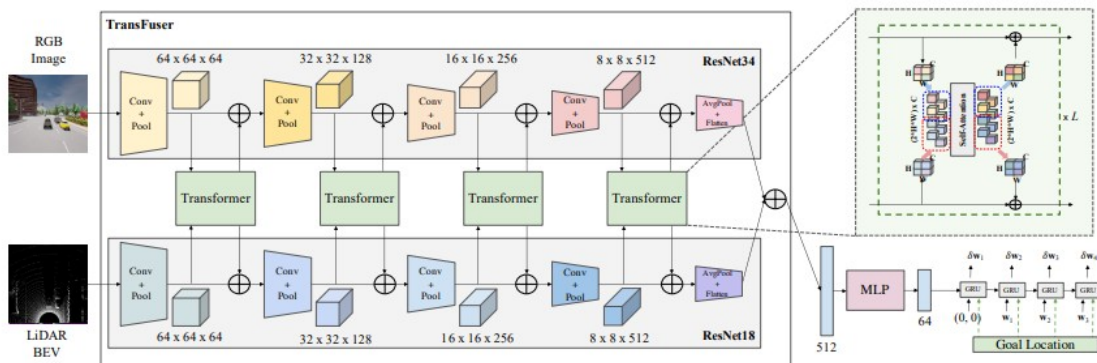 TransFuser
RGB
Image
64 x 64 x 64
32 x 32 x 128
16 x 16 x 256
8 x 8 x 512
ResNet34
Conv
+
Pool
Conv
+
Pool
Conv
+
Pool
Conv
+
Pool
AvgPool
+
Flatten
Transformer
Transformer
Transformer
Transformer
Conv
+
Pool
Conv
+
Pool
Conv
+
Pool
Conv
+
Pool
AvgPool
+
Flatten
64 x 64 x 64
32 x 32 x 128
16 x 16 x 256
8 x 8 x 512
ResNet18
LiDAR
BEV
C
H
W
C
H
W
(2*H*W) x C
Self-Attention
(2*H*W) x C
x L
C
H
W
C
H
W
512
MLP
64
δw₁
δw₂
δw₃
δw₄
GRU
GRU
GRU
GRU
(0, 0)
w₁
w₂
w₃
Goal Location